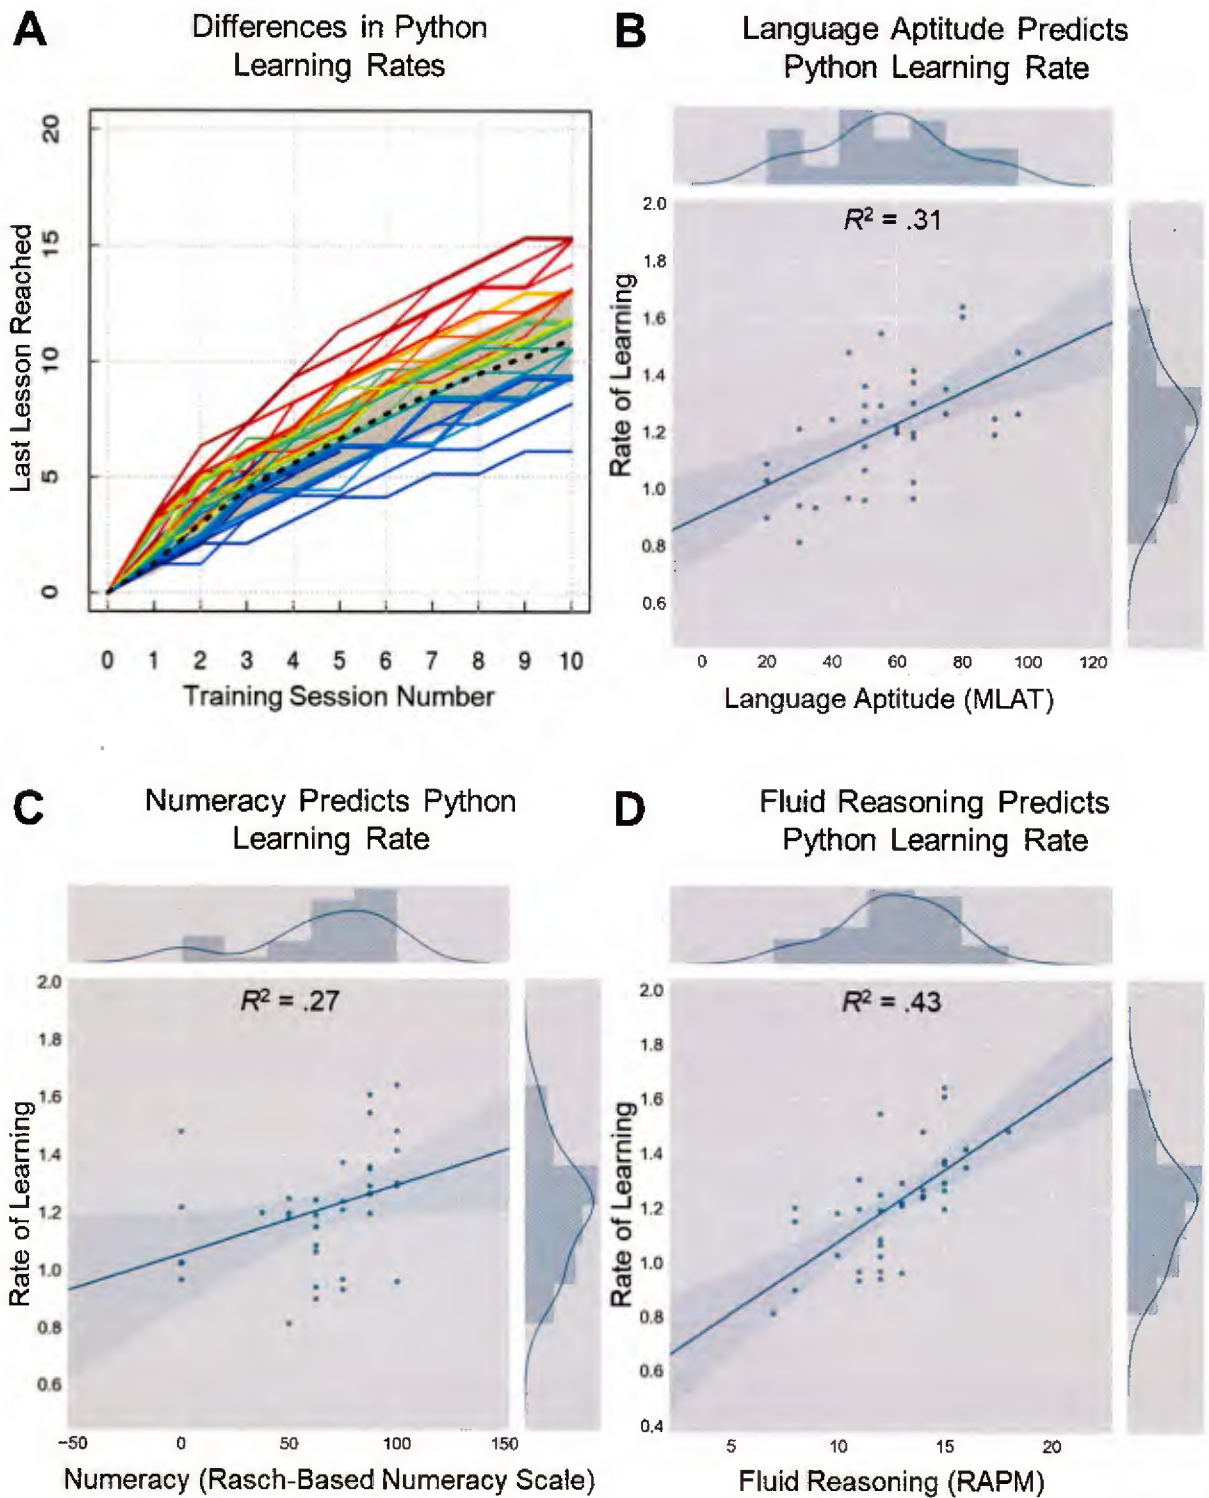 A
Differences in Python
Learning Rates
20
15
10
5
0
Last Lesson Reached
0 1 2 3 4 5 6 7 8 9 10
Training Session Number
B
Language Aptitude Predicts
Python Learning Rate
R² = .31
2.0
1.8
1.6
1.4
1.2
1.0
0.8
0.6
Rate of Learning
0 20 40 60 80 100 120
Language Aptitude (MLAT)
C
Numeracy Predicts Python
Learning Rate
R² = .27
2.0
1.8
1.6
1.4
1.2
1.0
0.8
0.6
Rate of Learning
−50 0 50 100 150
Numeracy (Rasch-Based Numeracy Scale)
D
Fluid Reasoning Predicts
Python Learning Rate
R² = .43
2.0
1.8
1.6
1.4
1.2
1.0
0.8
0.6
0.4
Rate of Learning
5 10 15 20
Fluid Reasoning (RAPM)